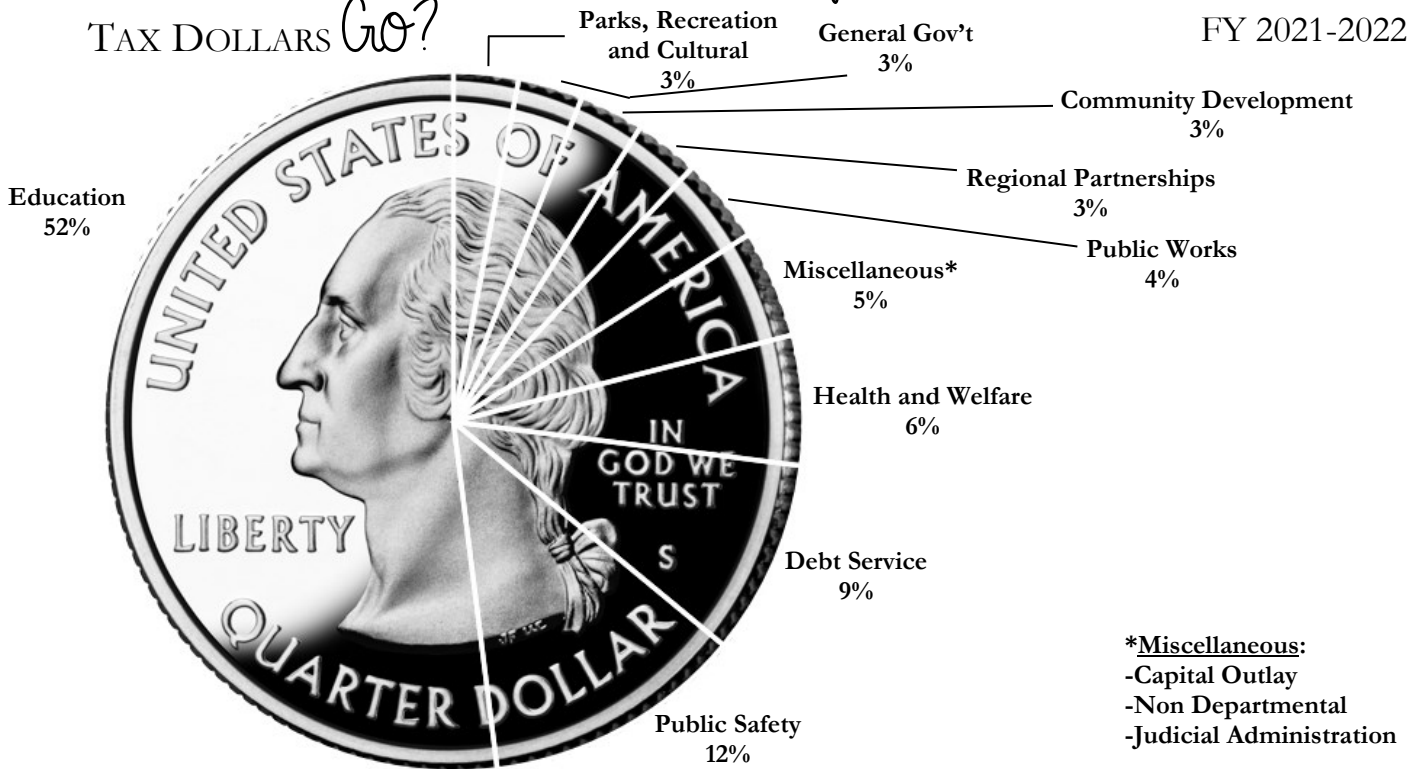 TAX DOLLARS GO?
FY 2021-2022
Parks, Recreation
and Cultural
3%
General Gov't
3%
Community Development
3%
Regional Partnerships
3%
Public Works
4%
Miscellaneous*
5%
Health and Welfare
6%
Debt Service
9%
Public Safety
12%
Education
52%
UNITED STATES OF AMERICA
LIBERTY
IN
GOD WE
TRUST
S
QUARTER DOLLAR
*Miscellaneous:
-Capital Outlay
-Non Departmental
-Judicial Administration